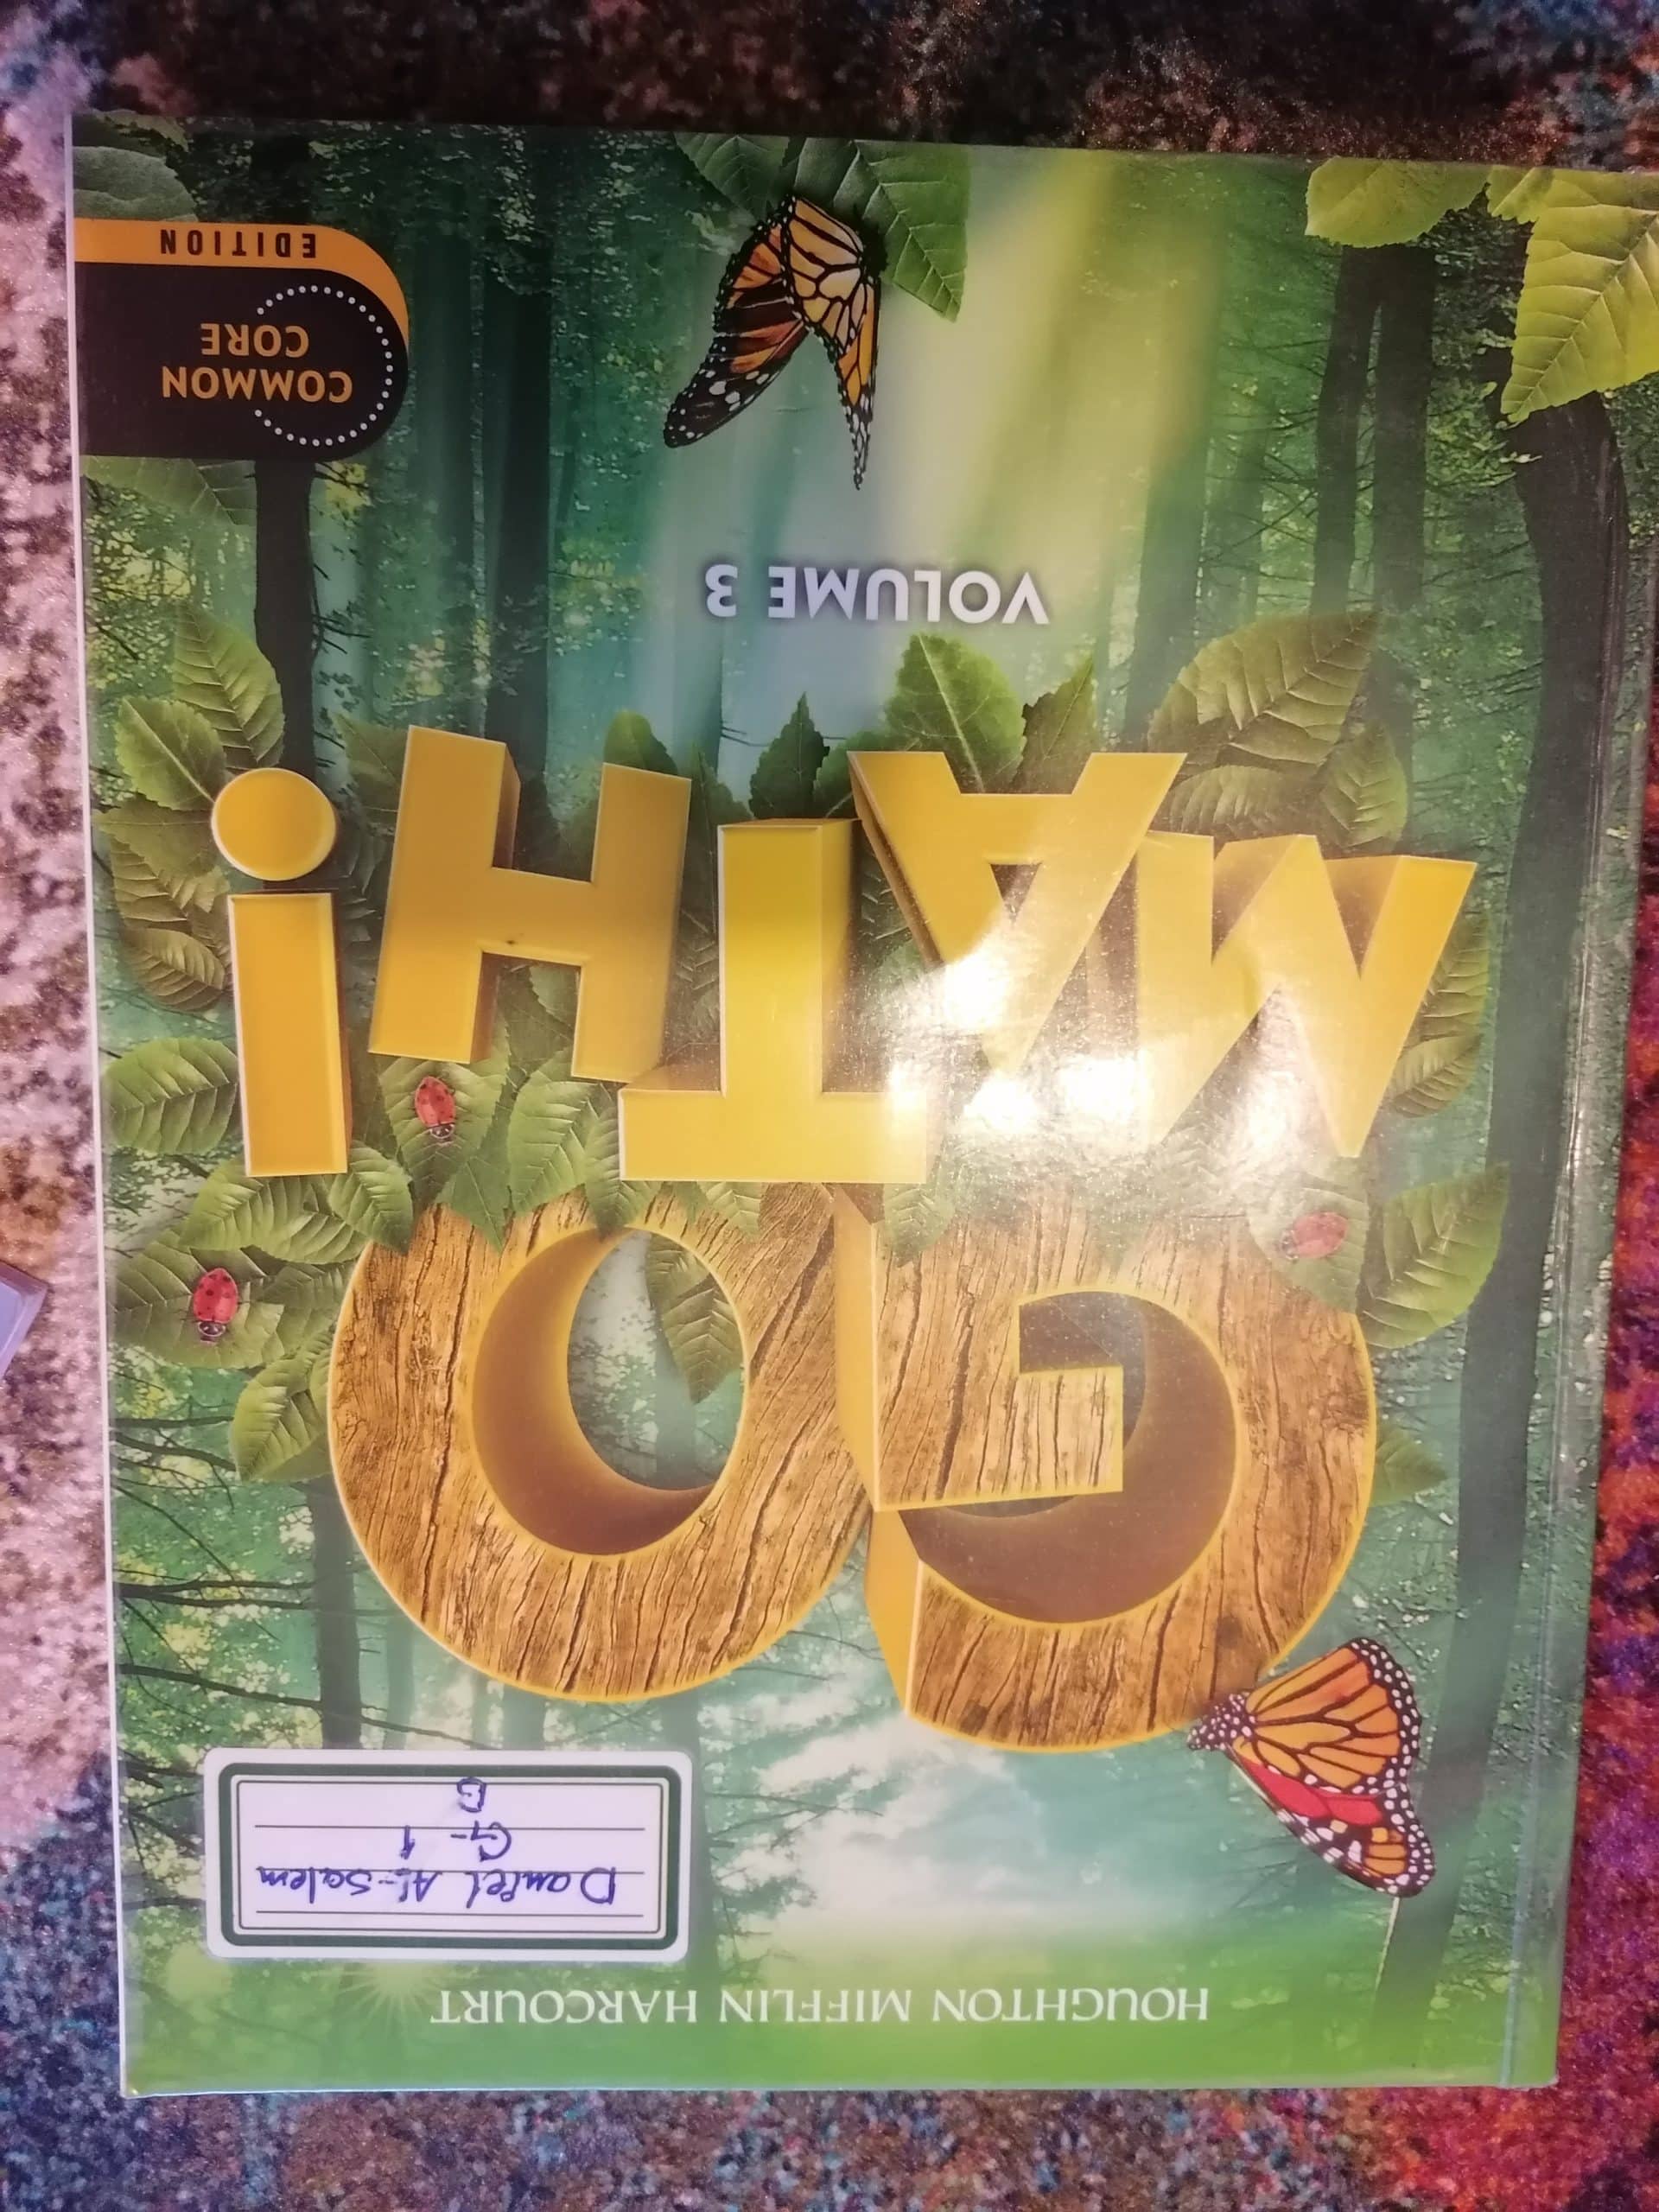 HOUGHTON MIFFLIN HARCOURT
Daniel Al-Salem
G-1
B
GO
MATH!
VOLUME 3
COMMON
CORE
EDITION